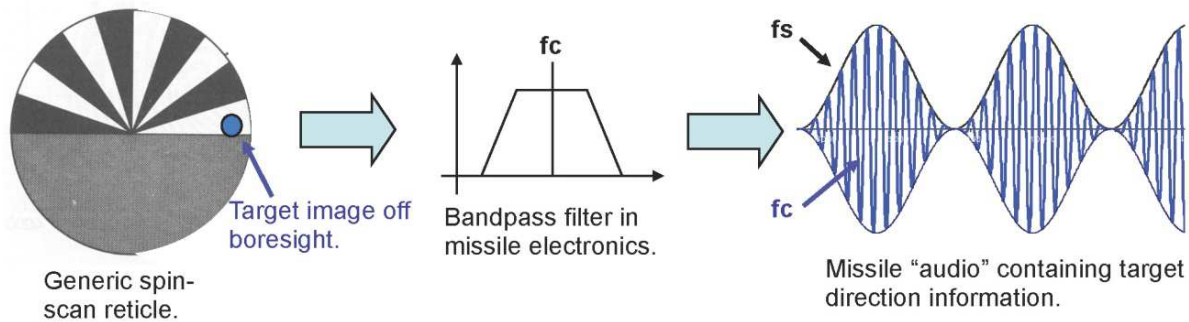 Target image off
boresight.
Generic spin-
scan reticle.
fc
Bandpass filter in
missile electronics.
fs
fc
Missile “audio” containing target
direction information.